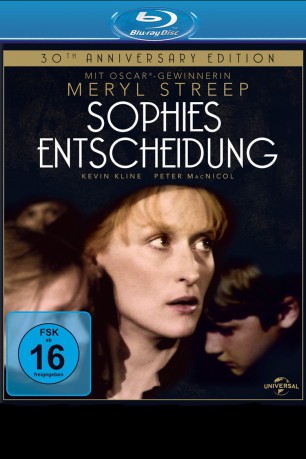 Blu-ray Disc
30TH ANNIVERSARY EDITION
MIT OSCAR®-GEWINNERIN
MERYL STREEP
SOPHIES
ENTSCHEIDUNG
KEVIN KLINE PETER MACNICOL
FSK
ab
16
freigegeben
UNIVERSAL